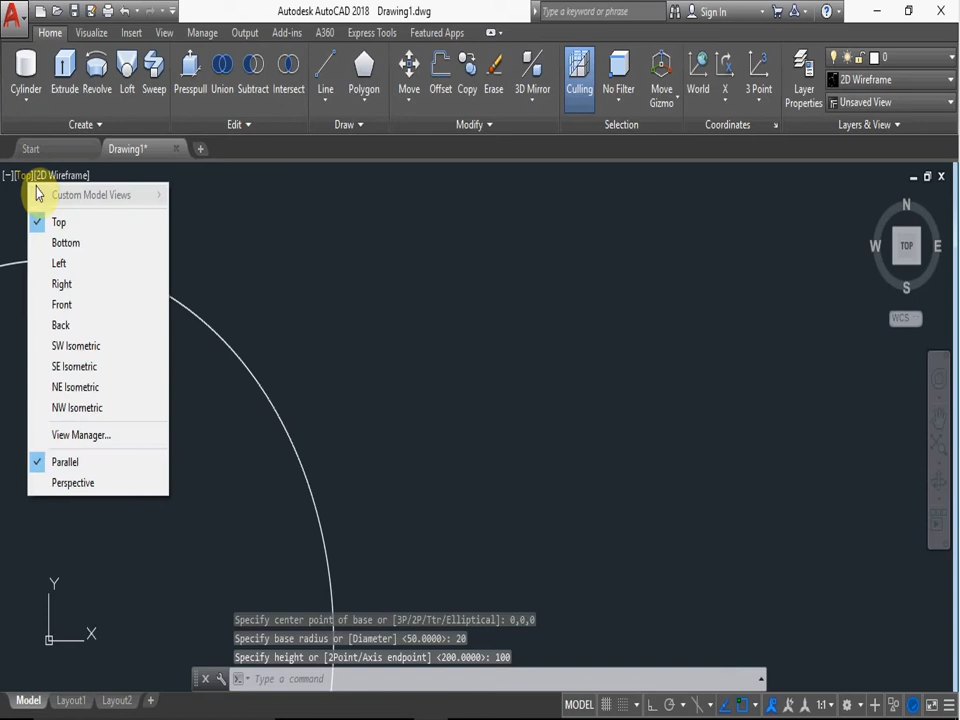 Autodesk AutoCAD 2018 Drawing1.dwg
Type a keyword or phrase
Sign In
Home Visualize Insert View Manage Output Add-ins A360 Express Tools Featured Apps
Cylinder Extrude Revolve Loft Sweep Presspull Union Subtract Intersect Line Polygon Move Offset Copy Erase 3D Mirror Culling No Filter Move Gizmo World X 3 Point Layer Properties
0
2D Wireframe
Unsaved View
Create Edit Draw Modify Selection Coordinates Layers & View
Start Drawing1*
[−][Top][2D Wireframe]
Custom Model Views
Top
Bottom
Left
Right
Front
Back
SW Isometric
SE Isometric
NE Isometric
NW Isometric
View Manager...
Parallel
Perspective
N
W TOP E
S
WCS
Y
X
Specify center point of base or [3P/2P/Ttr/Elliptical]: 0,0,0
Specify base radius or [Diameter] <50.0000>: 20
Specify height or [2Point/Axis endpoint] <200.0000>: 100
Type a command
Model Layout1 Layout2 +
MODEL 1:1